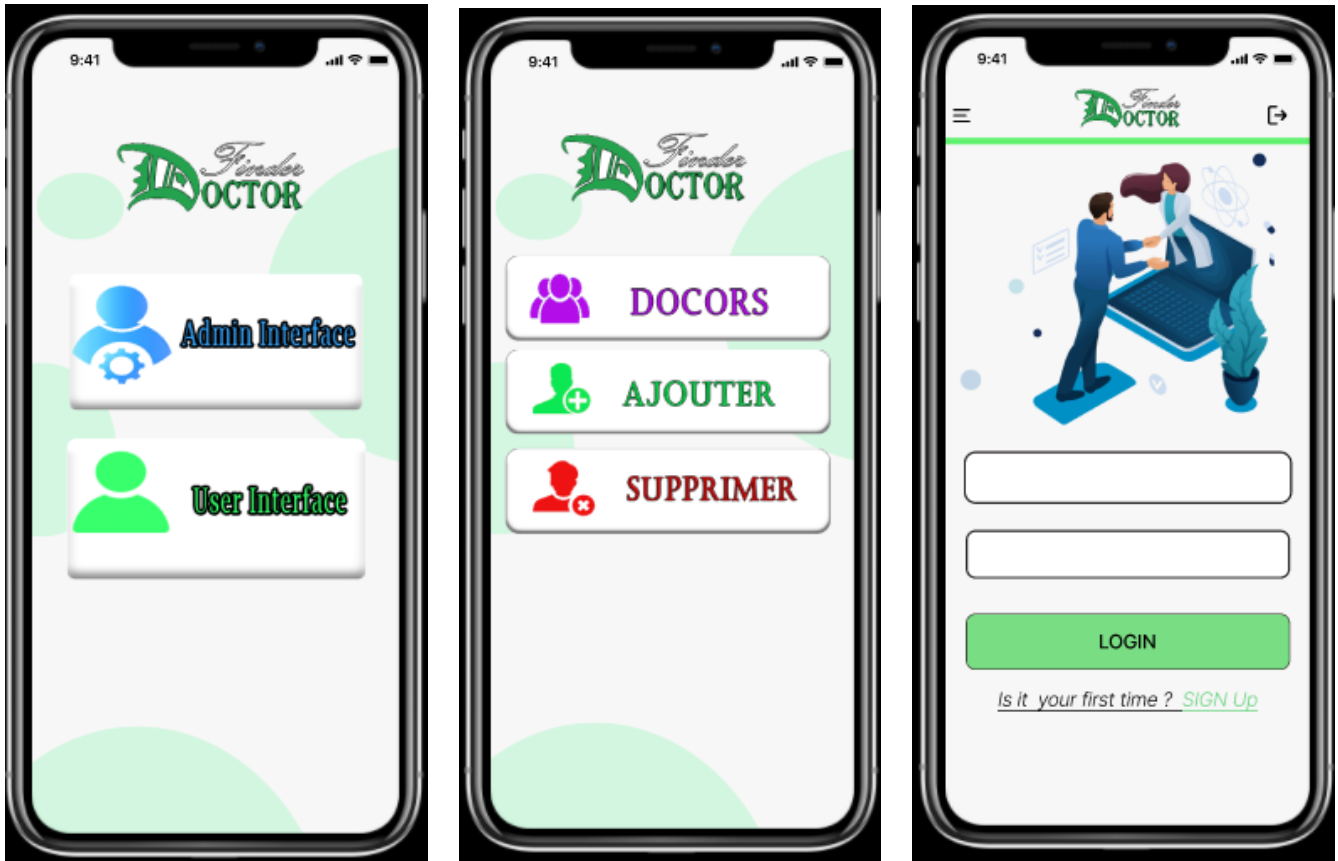 9:41
Finder
DOCTOR
Admin Interface
User Interface
9:41
Finder
DOCTOR
DOCORS
AJOUTER
SUPPRIMER
9:41
Finder
DOCTOR
LOGIN
Is it your first time ? SIGN Up